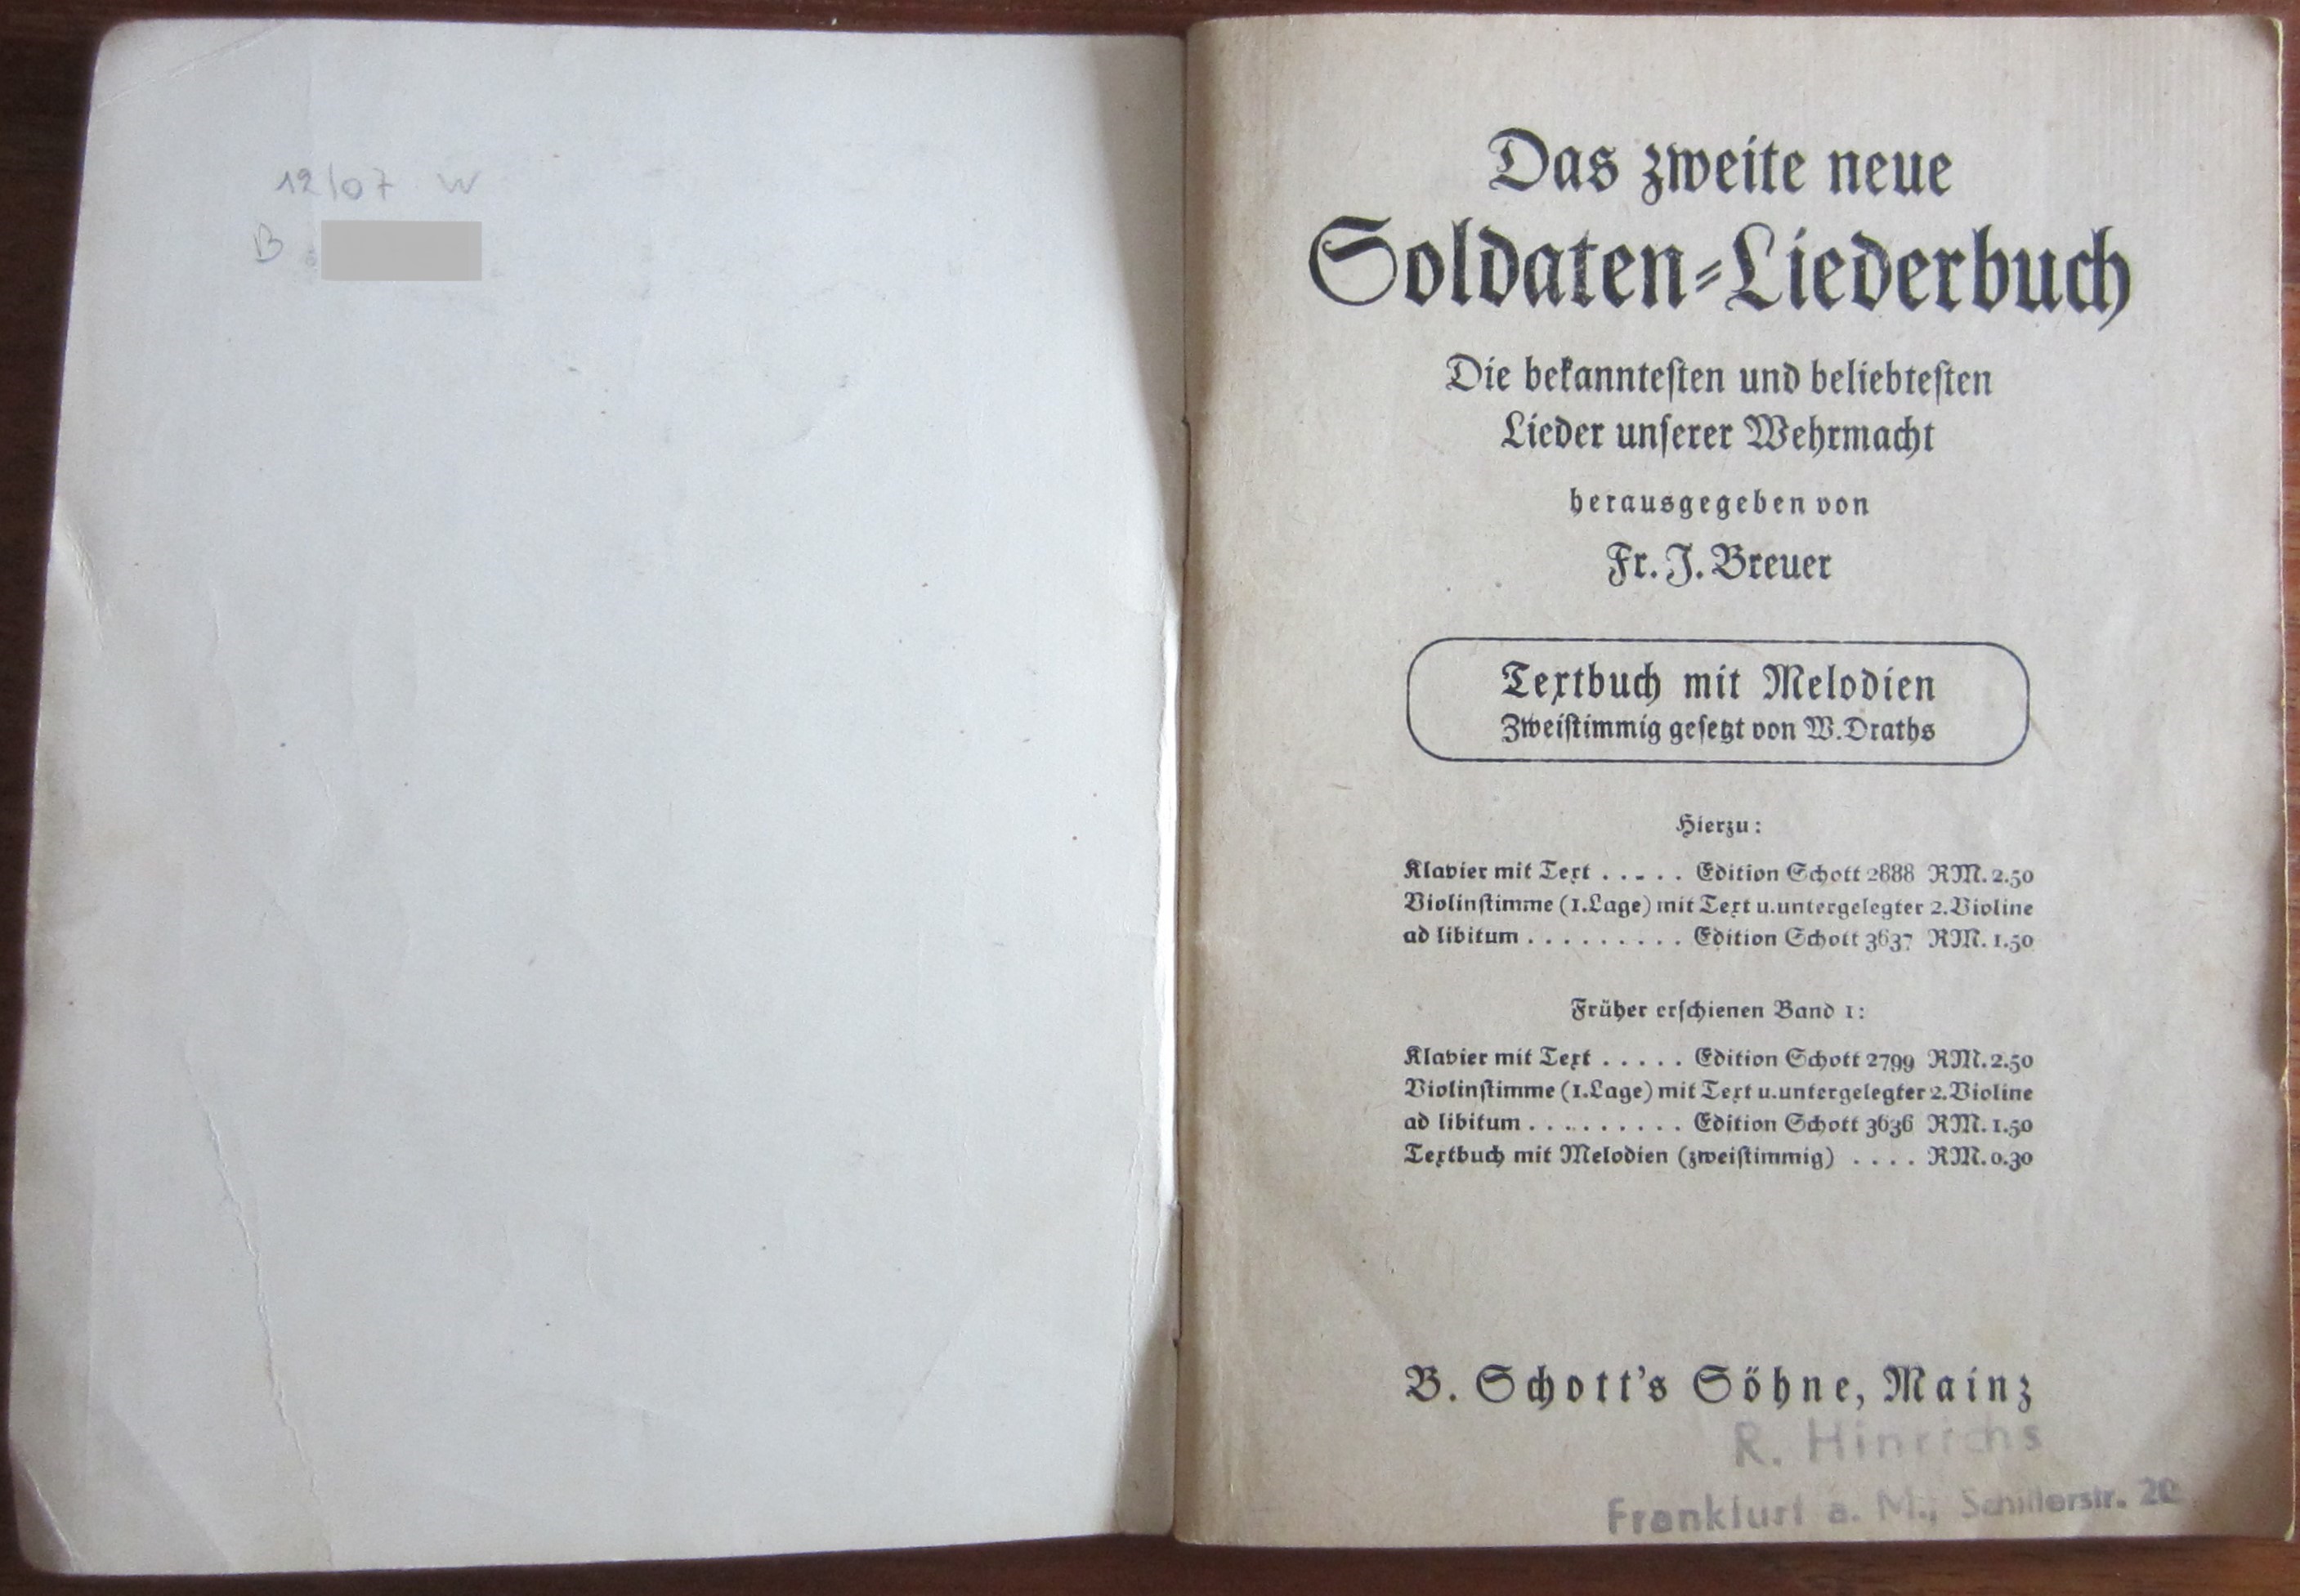 12/07 W
B
Das zweite neue
Soldaten-Liederbuch
Die bekannteſten und beliebteſten
Lieder unſerer Wehrmacht
herausgegeben von
Fr. J. Breuer
Textbuch mit Melodien
Zweiſtimmig geſetzt von W. Draths
Hierzu:
Klavier mit Text . . . . . Edition Schott 2888 RM. 2.50
Violinſtimme (1. Lage) mit Text u. untergelegter 2. Violine
ad libitum . . . . . . . . . Edition Schott 3637 RM. 1.50
Früher erſchienen Band 1:
Klavier mit Text . . . . . Edition Schott 2799 RM. 2.50
Violinſtimme (1. Lage) mit Text u. untergelegter 2. Violine
ad libitum . . . . . . . . . Edition Schott 3636 RM. 1.50
Textbuch mit Melodien (zweiſtimmig) . . . . RM. 0.30
B. Schott's Söhne, Mainz
R. Hinrichs
Frankfurt a. M., Schillerstr. 20